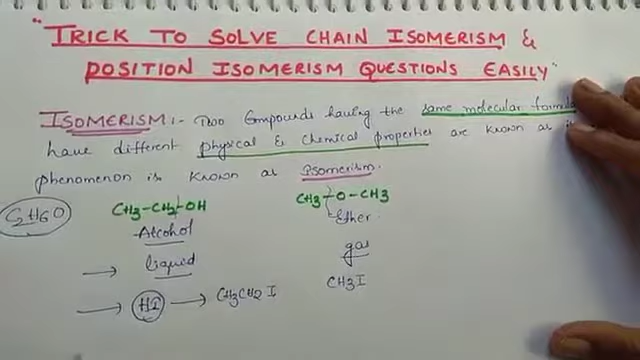 "TRICK TO SOLVE CHAIN ISOMERISM &
POSITION ISOMERISM QUESTIONS EASILY"
ISOMERISM:- Two Compounds having the same molecular formula
have different physical & chemical properties are known as
phenomenon is known as Isomerism.
C2H6O CH3-CH2-OH CH3-O-CH3
Alcohol Ether
liquid gas
HI → CH3CH2I CH3I